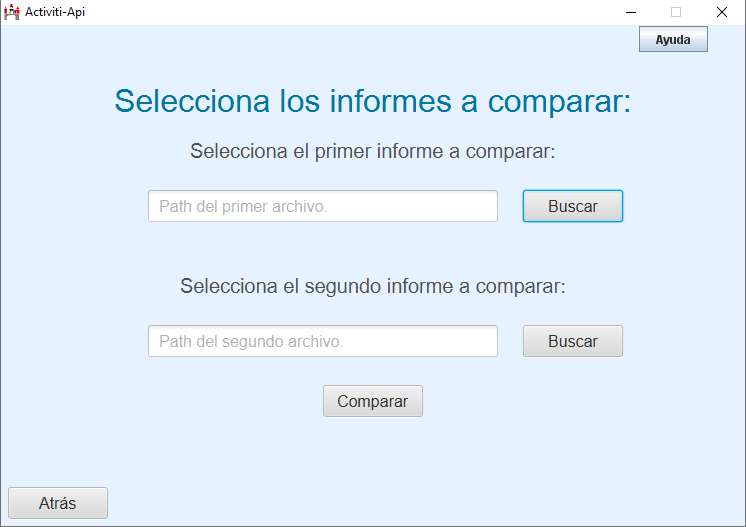 Activiti-Api
Ayuda
Selecciona los informes a comparar:
Selecciona el primer informe a comparar:
Path del primer archivo.
Buscar
Selecciona el segundo informe a comparar:
Path del segundo archivo.
Buscar
Comparar
Atrás